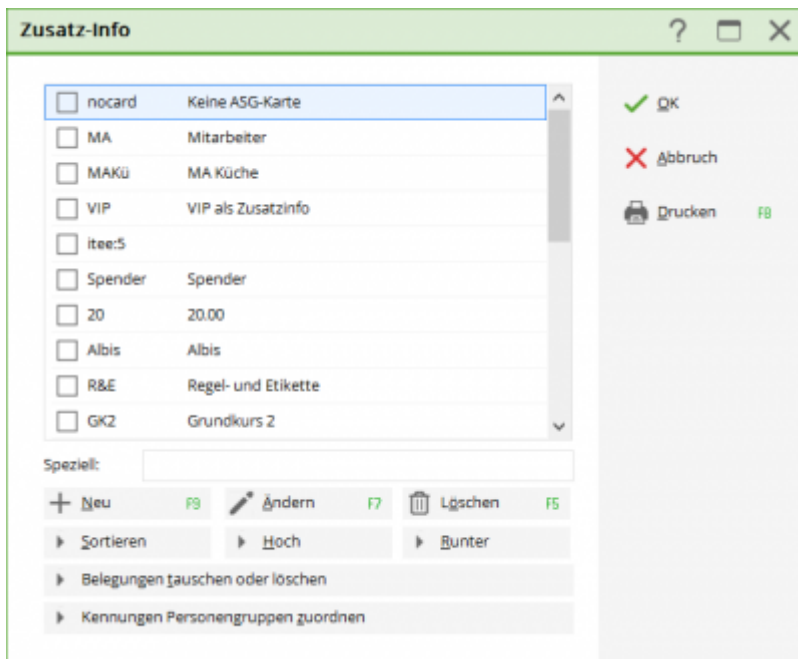 Zusatz-Info
nocard Keine ASG-Karte
MA Mitarbeiter
MAKü MA Küche
VIP VIP als Zusatzinfo
itee:5
Spender Spender
20 20.00
Albis Albis
R&E Regel- und Etikette
GK2 Grundkurs 2
Speziell:
Neu F9 Ändern F7 Löschen F5
Sortieren Hoch Runter
Belegungen tauschen oder löschen
Kennungen Personengruppen zuordnen
OK
Abbruch
Drucken F8